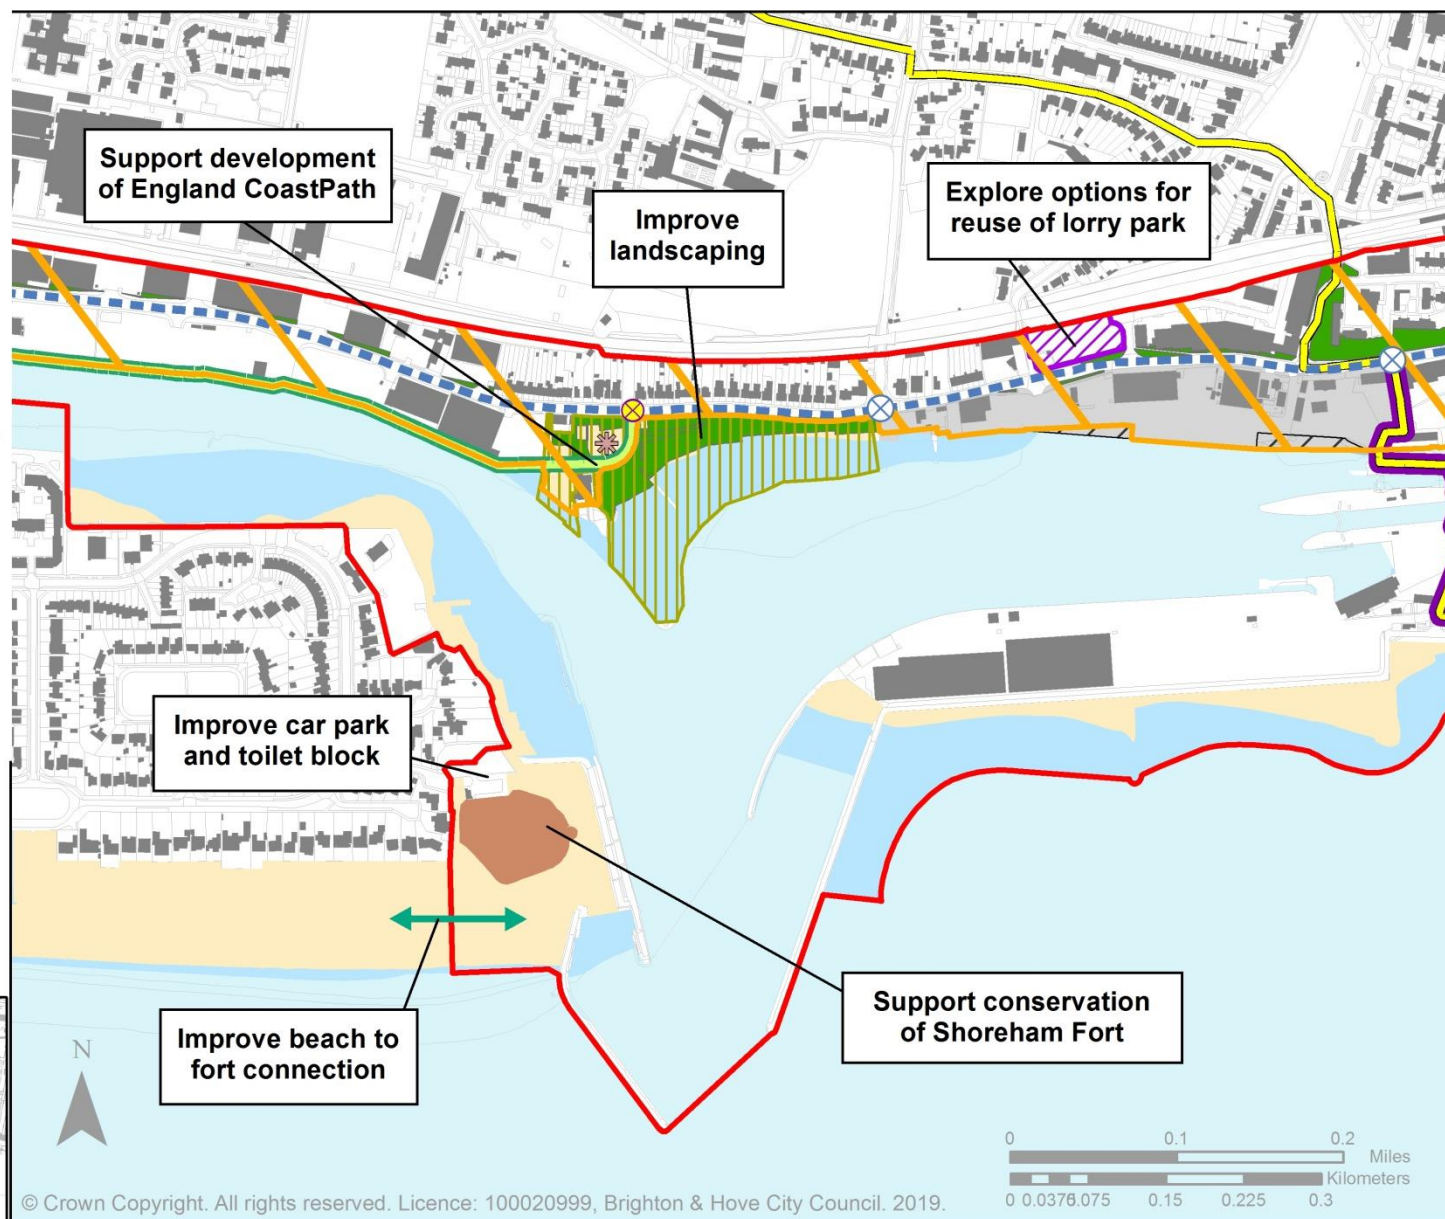 Support development
of England CoastPath
Improve
landscaping
Explore options for
reuse of lorry park
Improve car park
and toilet block
Improve beach to
fort connection
Support conservation
of Shoreham Fort
N
0 0.1 0.2
Miles
Kilometers
0 0.0375 0.075 0.15 0.225 0.3
© Crown Copyright. All rights reserved. Licence: 100020999, Brighton & Hove City Council. 2019.